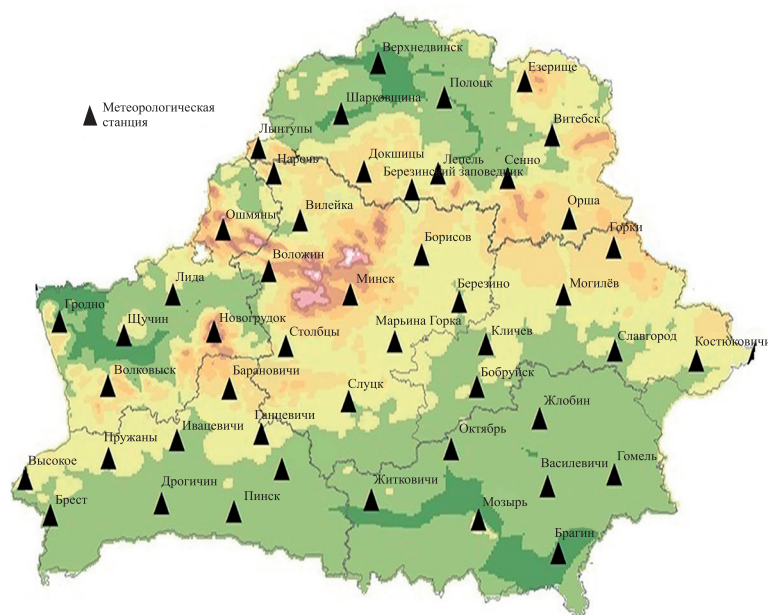 Верхнедвинск
Езерище
Полоцк
Метеорологическая
станция
Шарковщина
Витебск
Лынтупы
Нарочь
Докшицы
Лепель
Сенно
Березинский заповедник
Орша
Вилейка
Ошмяны
Борисов
Горки
Воложин
Лида
Минск
Березино
Могилёв
Гродно
Щучин
Новогрудок
Столбцы
Марьина Горка
Кличев
Славгород
Костюковичи
Волковыск
Барановичи
Слуцк
Бобруйск
Жлобин
Ганцевичи
Ивацевичи
Пружаны
Октябрь
Высокое
Гомель
Василевичи
Житковичи
Дрогичин
Брест
Пинск
Мозырь
Брагин